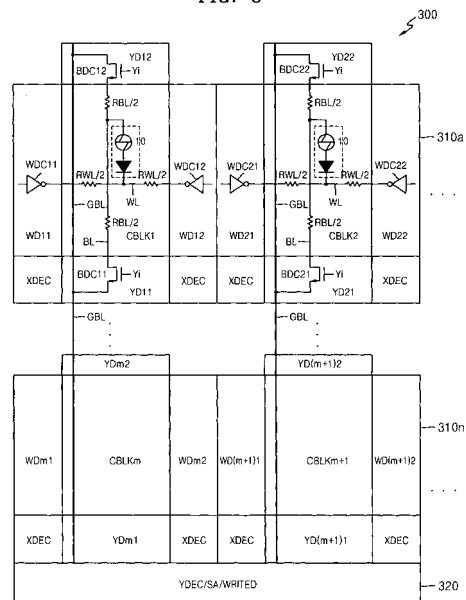 FIG. 8
300
YD12
YD22
BDC12
Yi
BDC22
Yi
RBL/2
RBL/2
310a
10
10
WDC11
RWL/2
RWL/2
WDC12
WDC21
RWL/2
RWL/2
WDC22
GBL
WL
GBL
WL
RBL/2
RBL/2
BL
BL
WD11
CBLK1
WD12
WD21
CBLK2
WD22
XDEC
BDC11
Yi
XDEC
XDEC
BDC21
Yi
XDEC
YD11
YD21
GBL
GBL
YDm2
YD(m+1)2
310n
WDm1
CBLKm
WDm2
WD(m+1)1
CBLKm+1
WD(m+1)2
XDEC
YDm1
XDEC
XDEC
YD(m+1)1
XDEC
YDEC/SA/WRITED
320